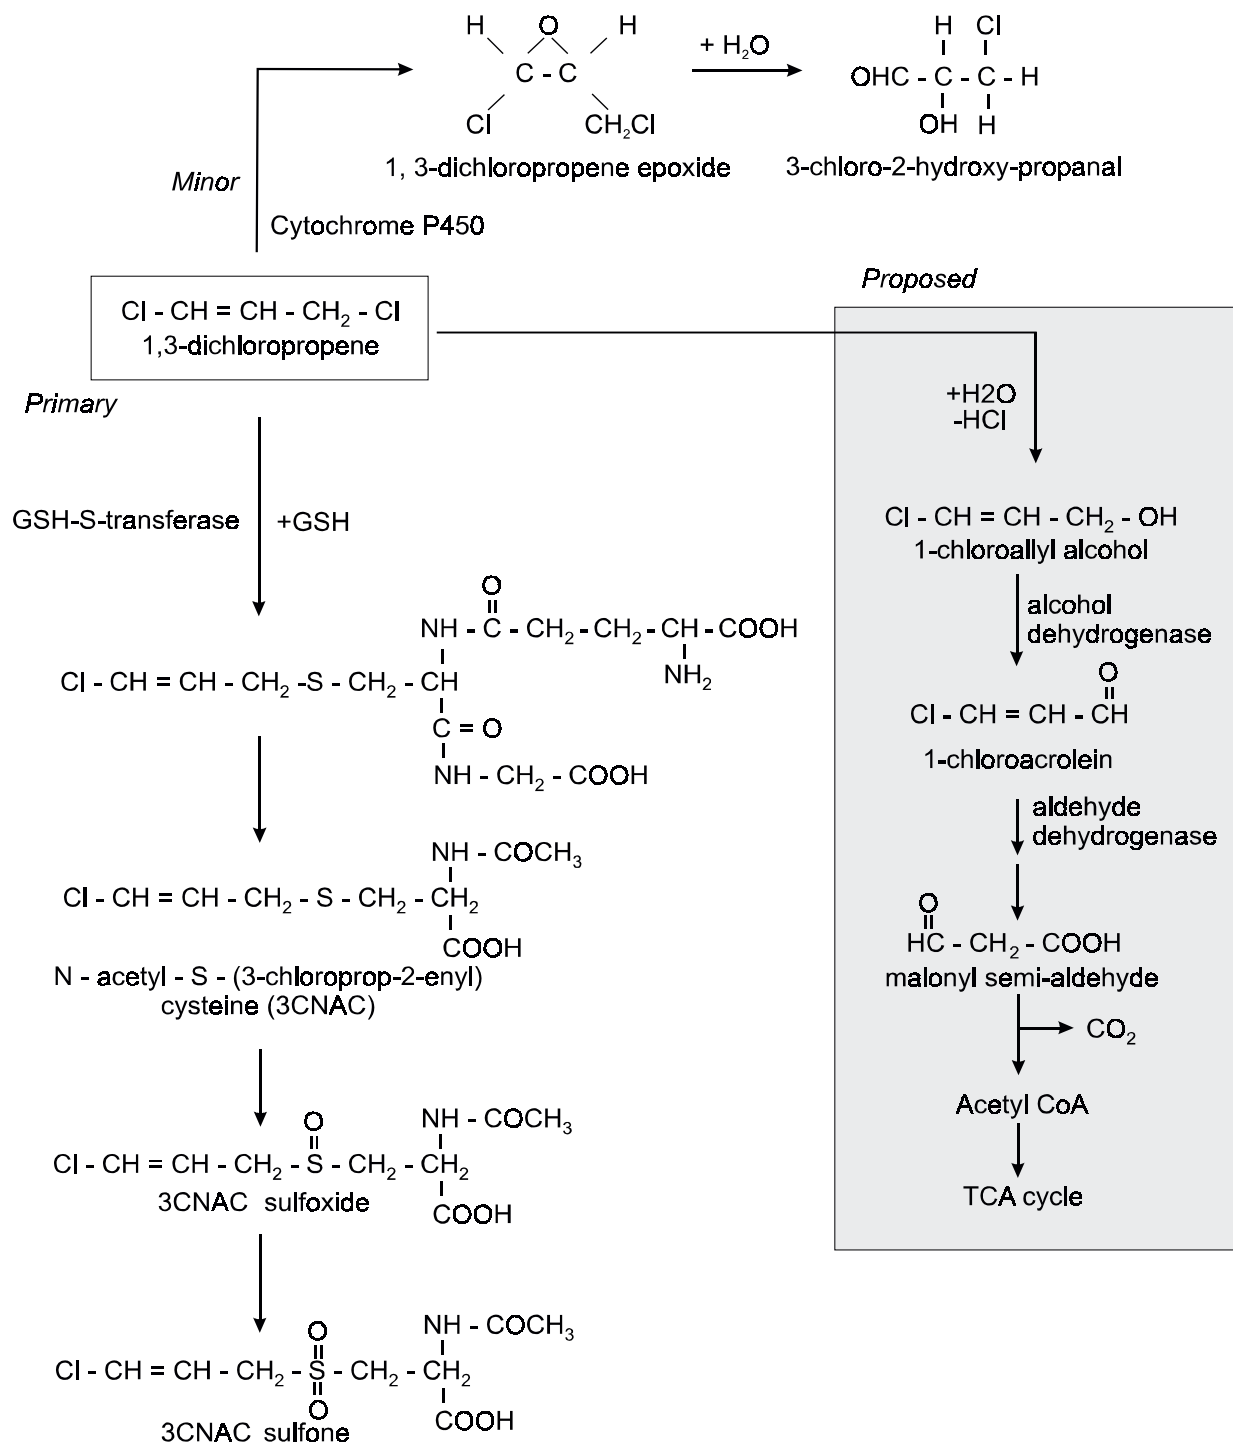 H O H
C - C
Cl CH2Cl
1, 3-dichloropropene epoxide
+ H2O
H Cl
OHC - C - C - H
OH H
3-chloro-2-hydroxy-propanal
Minor
Cytochrome P450
Cl - CH = CH - CH2 - Cl
1,3-dichloropropene
Primary
GSH-S-transferase
+GSH
O
NH - C - CH2 - CH2 - CH - COOH
NH2
Cl - CH = CH - CH2 -S - CH2 - CH
C = O
NH - CH2 - COOH
NH - COCH3
Cl - CH = CH - CH2 - S - CH2 - CH2
COOH
N - acetyl - S - (3-chloroprop-2-enyl)
cysteine (3CNAC)
O
NH - COCH3
Cl - CH = CH - CH2 - S - CH2 - CH2
COOH
3CNAC sulfoxide
O
NH - COCH3
Cl - CH = CH - CH2 - S - CH2 - CH2
O
COOH
3CNAC sulfone
Proposed
+H2O
-HCl
Cl - CH = CH - CH2 - OH
1-chloroallyl alcohol
alcohol
dehydrogenase
O
Cl - CH = CH - CH
1-chloroacrolein
aldehyde
dehydrogenase
O
HC - CH2 - COOH
malonyl semi-aldehyde
CO2
Acetyl CoA
TCA cycle